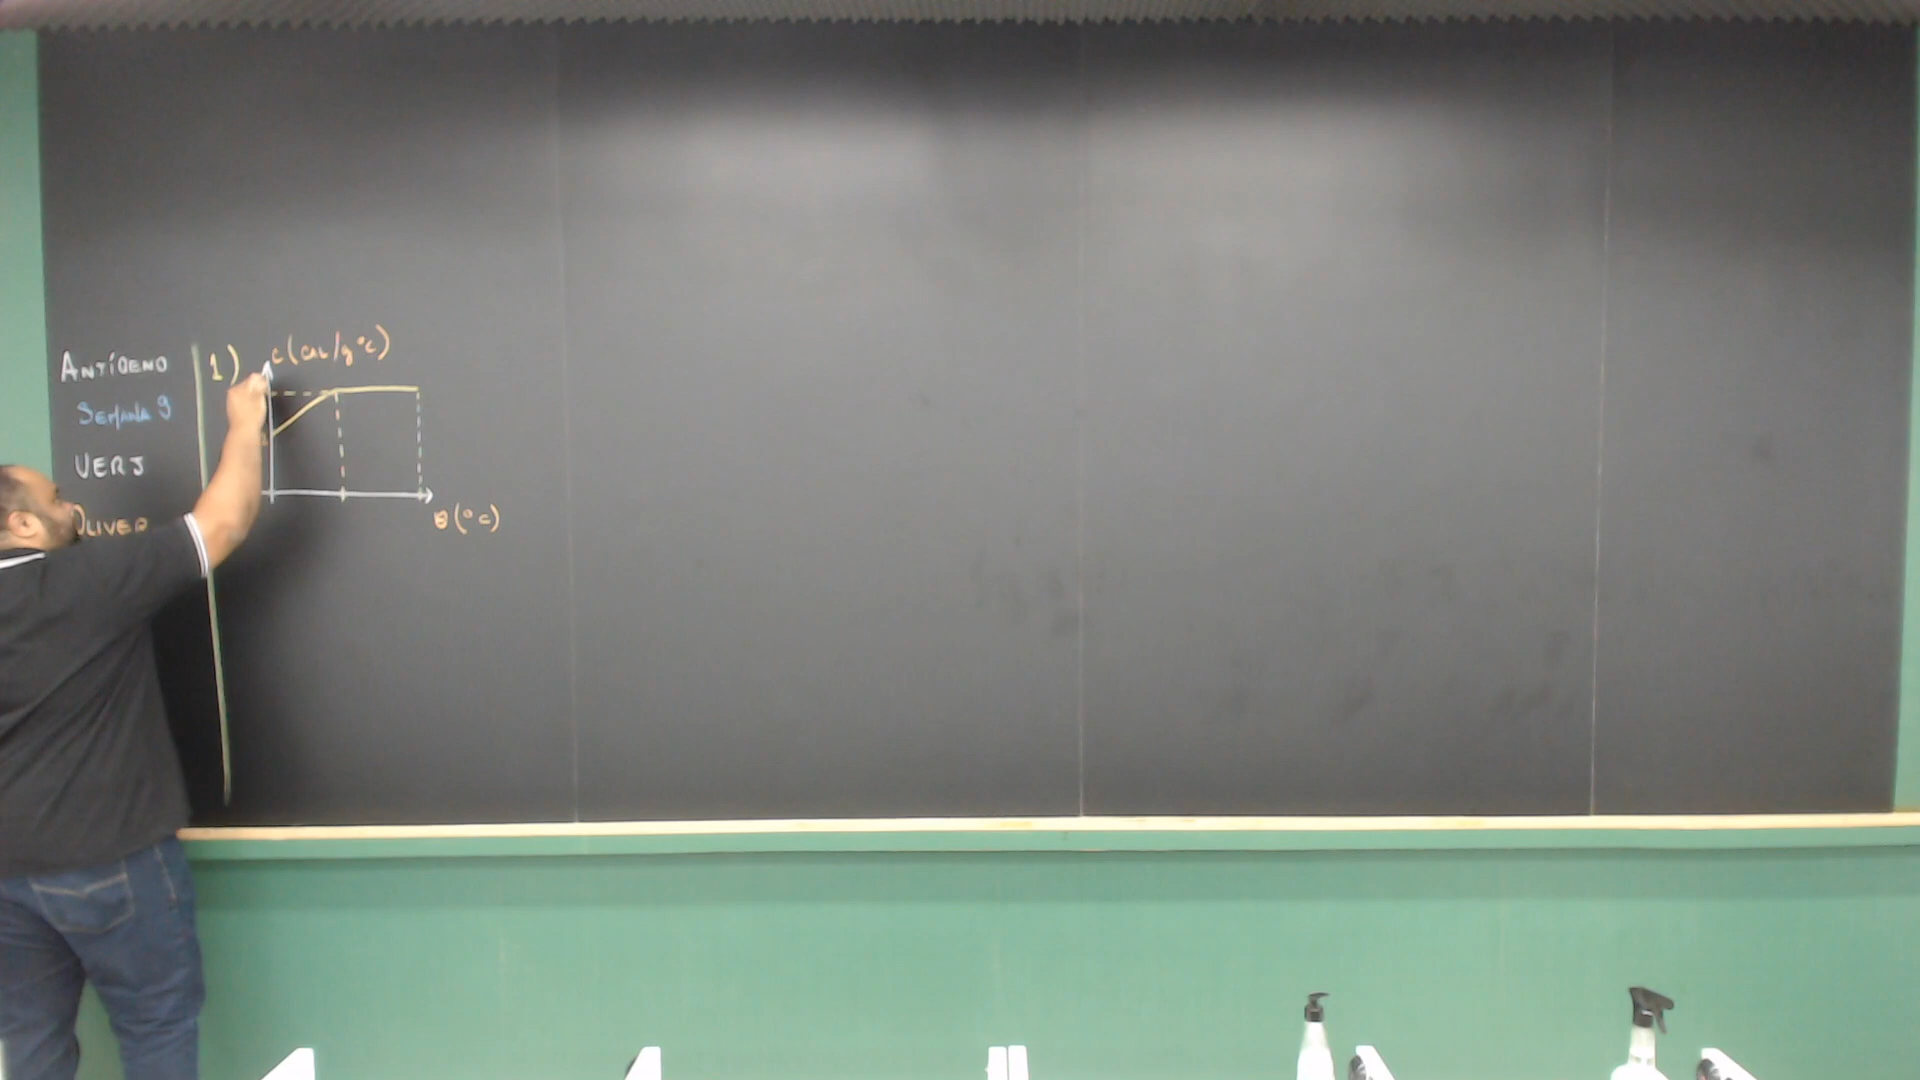 ANTÍGENO
SEMANA 9
UERJ
OLIVER
1)
C (CAL/g°C)
θ (°C)